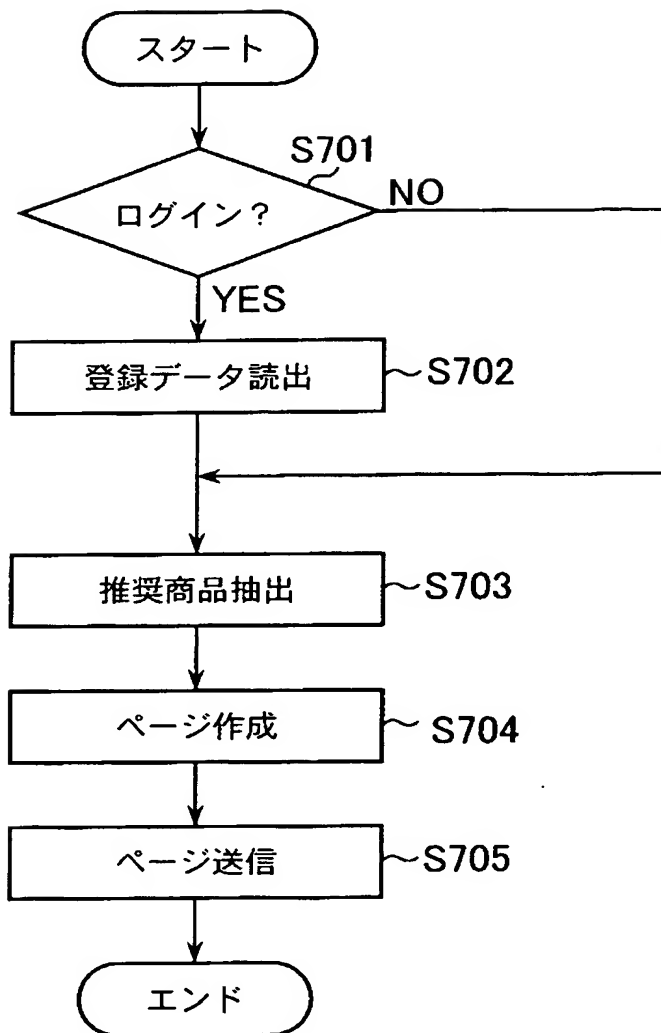 スタート
S701
ログイン？
NO
YES
登録データ読出
S702
推奨商品抽出
S703
ページ作成
S704
ページ送信
S705
エンド